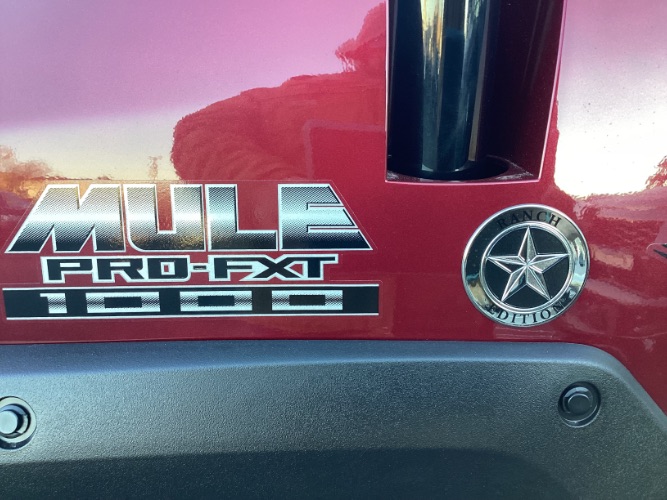 MULE
PRO-FXT
1000
RANCH
EDITION